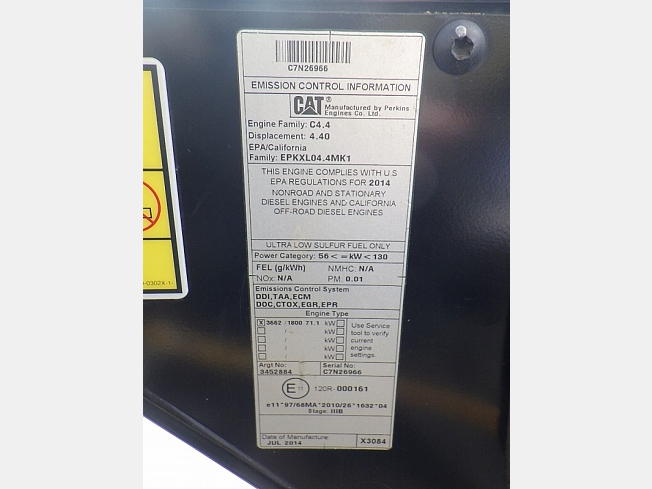 C7N26966
EMISSION CONTROL INFORMATION
CAT® Manufactured by Perkins
Engines Co. Ltd.
Engine Family: C4.4
Displacement: 4.40
EPA/California
Family: EPKXL04.4MK1
THIS ENGINE COMPLIES WITH U.S
EPA REGULATIONS FOR 2014
NONROAD AND STATIONARY
DIESEL ENGINES AND CALIFORNIA
OFF-ROAD DIESEL ENGINES
ULTRA LOW SULFUR FUEL ONLY
Power Category: 56<=kW<130
FEL (g/kWh) NMHC: N/A
NOx: N/A PM: 0.01
Emissions Control System
DDI,TAA,ECM
DOC,CTOX,EGR,EPR
Engine Type
X 3662 /1800 71.1 kW
/ kW
/ kW
/ kW
Use Service
tool to verify
current
engine
settings.
Argt No: Serial No:
3452884 C7N26966
E11 120R-000161
e11*97/68MA*2010/26*1632*04
Stage: IIIB
Date of Manufacture:
JUL 2014 X3084
-0302X-1-